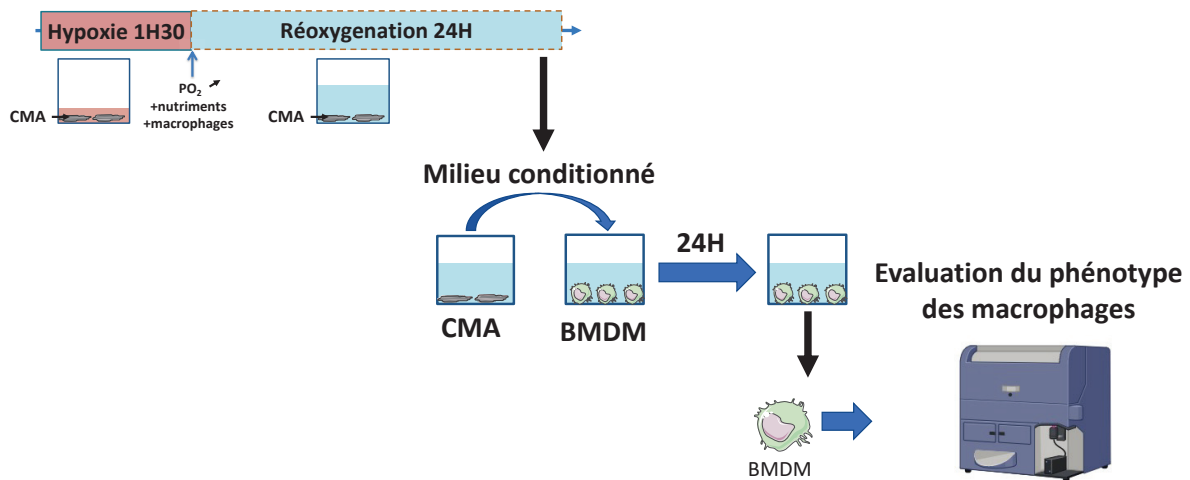 Hypoxie 1H30
Réoxygenation 24H
CMA
PO2
+nutriments
+macrophages
CMA
Milieu conditionné
24H
CMA
BMDM
Evaluation du phénotype
des macrophages
BMDM